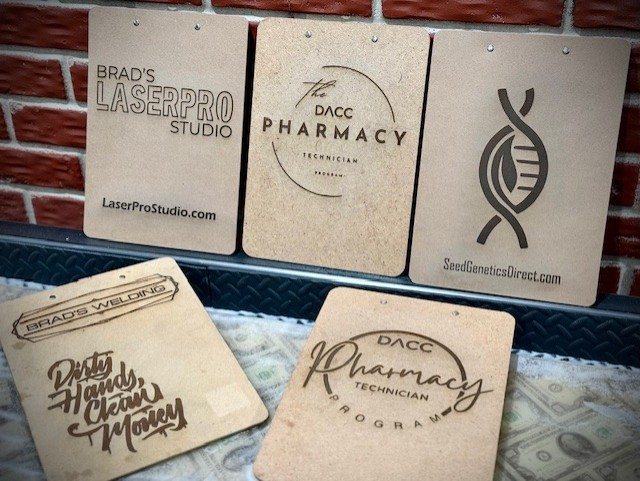 BRAD'S
LASERPRO
STUDIO
LaserProStudio.com
the
DACC
PHARMACY
TECHNICIAN
PROGRAM
SeedGeneticsDirect.com
BRAD'S WELDING
Dirty
Hands,
Clean
Money
DACC
Pharmacy
TECHNICIAN
PROGRAM